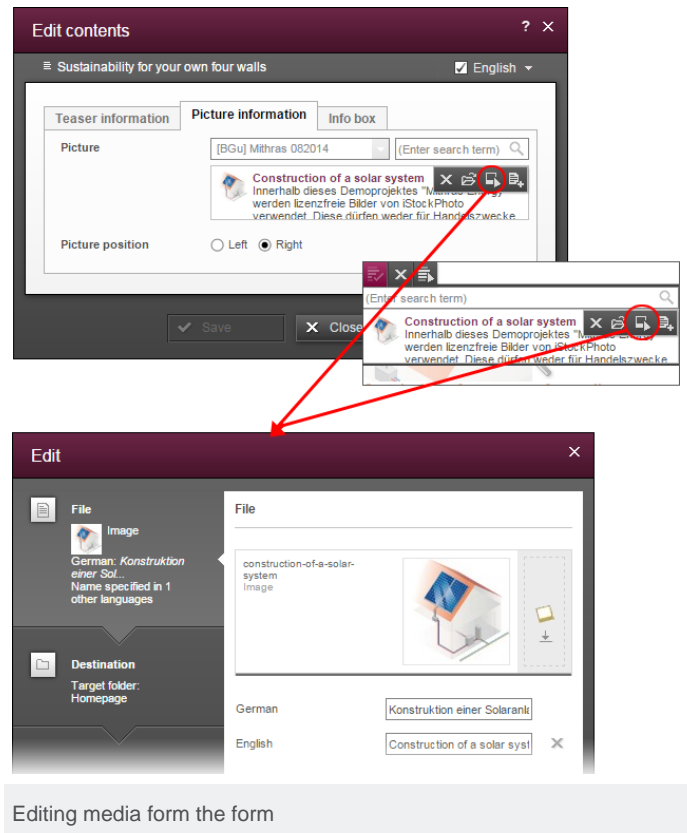 Edit contents ? ×
Sustainability for your own four walls English
Teaser information Picture information Info box
Picture [BGu] Mithras 082014 (Enter search term)
Construction of a solar system
Innerhalb dieses Demoprojektes "Mithras Energy"
werden lizenzfreie Bilder von iStockPhoto
verwendet. Diese dürfen weder für Handelszwecke
Picture position Left Right
(Enter search term)
Save Close
Construction of a solar system
Innerhalb dieses Demoprojektes "Mithras Energy"
werden lizenzfreie Bilder von iStockPhoto
verwendet. Diese dürfen weder für Handelszwecke
Edit ×
File
Image
German: Konstruktion
einer Sol...
Name specified in 1
other languages
Destination
Target folder:
Homepage
File
construction-of-a-solar-
system
Image
German Konstruktion einer Solaranla
English Construction of a solar syst
Editing media form the form